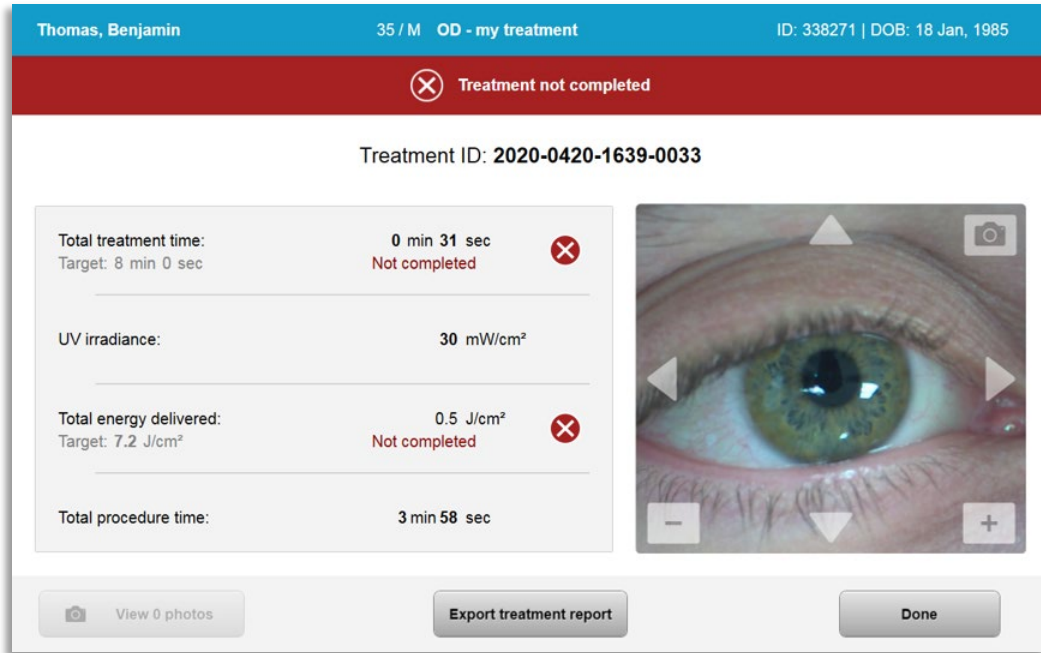 Thomas, Benjamin 35 / M OD - my treatment ID: 338271 | DOB: 18 Jan, 1985
Treatment not completed
Treatment ID: 2020-0420-1639-0033
Total treatment time: 0 min 31 sec
Target: 8 min 0 sec Not completed
UV irradiance: 30 mW/cm²
Total energy delivered: 0.5 J/cm²
Target: 7.2 J/cm² Not completed
Total procedure time: 3 min 58 sec
View 0 photos Export treatment report Done